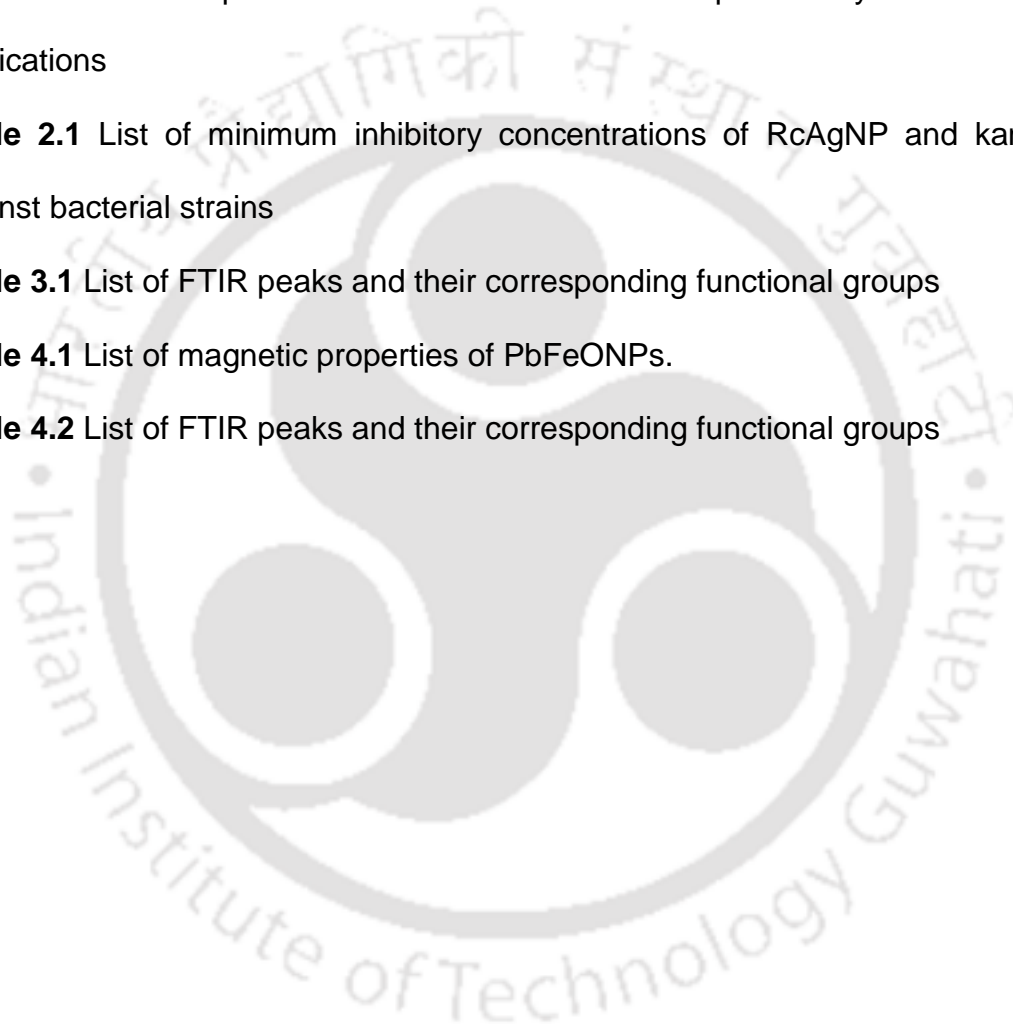 ications
le 2.1 List of minimum inhibitory concentrations of RcAgNP and kar
nst bacterial strains
le 3.1 List of FTIR peaks and their corresponding functional groups
le 4.1 List of magnetic properties of PbFeONPs.
le 4.2 List of FTIR peaks and their corresponding functional groups
Indian Institute of Technology Guwahati